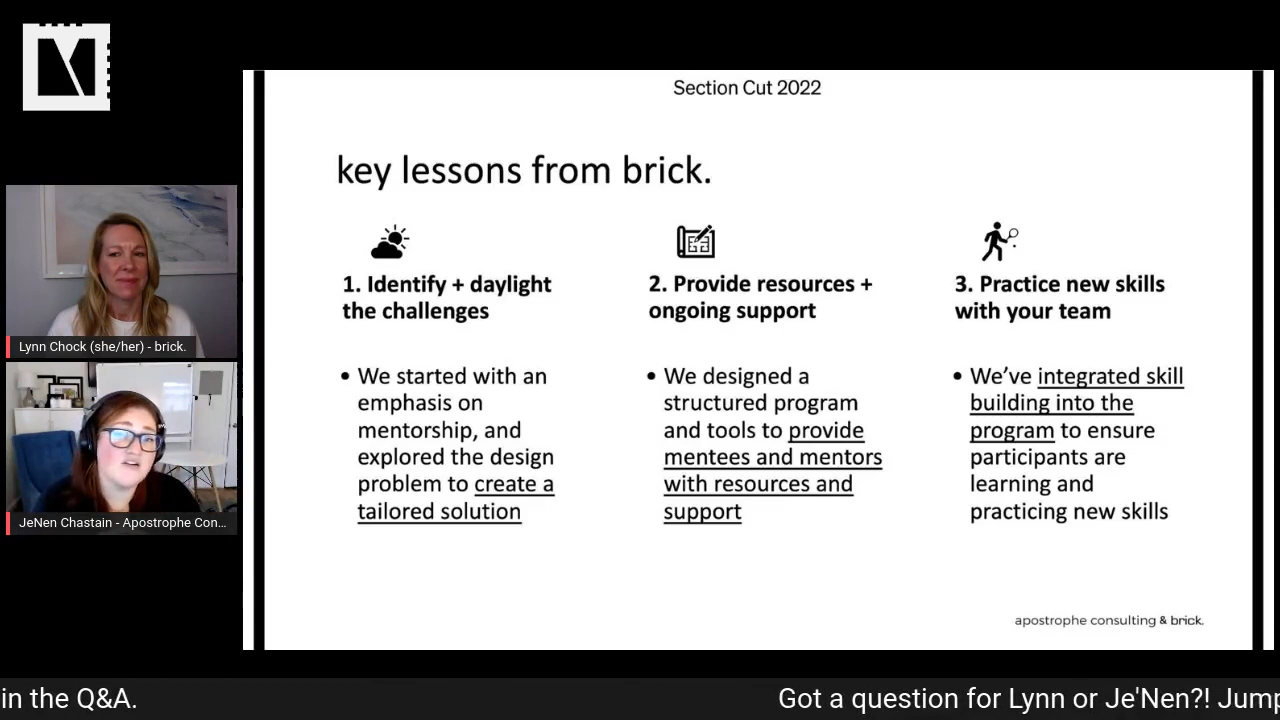 Section Cut 2022
key lessons from brick.
1. Identify + daylight
the challenges
• We started with an
emphasis on
mentorship, and
explored the design
problem to create a
tailored solution
2. Provide resources +
ongoing support
• We designed a
structured program
and tools to provide
mentees and mentors
with resources and
support
3. Practice new skills
with your team
• We’ve integrated skill
building into the
program to ensure
participants are
learning and
practicing new skills
apostrophe consulting & brick.
Lynn Chock (she/her) - brick.
JeNen Chastain - Apostrophe Con...
in the Q&A.
Got a question for Lynn or Je'Nen?! Jump